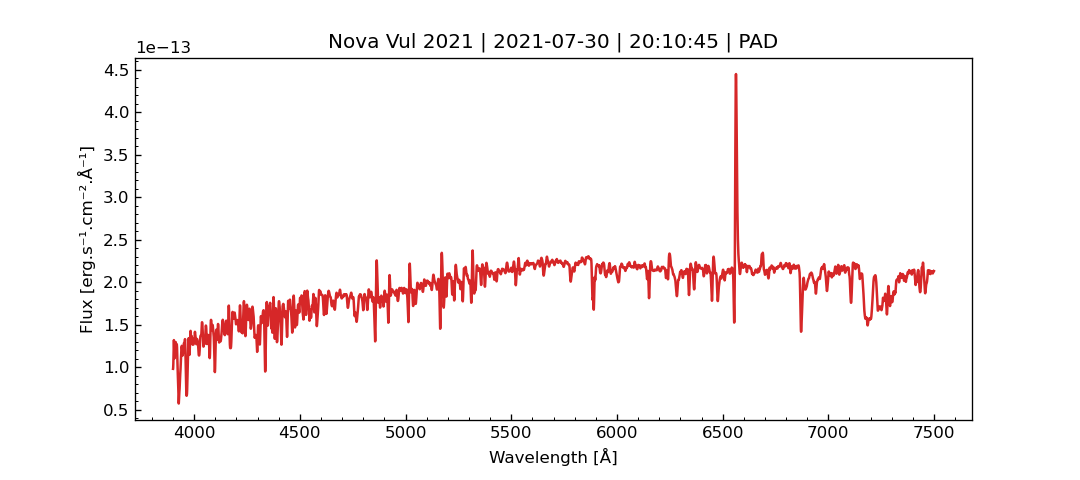 Nova Vul 2021 | 2021-07-30 | 20:10:45 | PAD
1e−13
4.5
4.0
3.5
3.0
2.5
2.0
1.5
1.0
0.5
Flux [erg.s⁻¹.cm⁻².Å⁻¹]
4000 4500 5000 5500 6000 6500 7000 7500
Wavelength [Å]